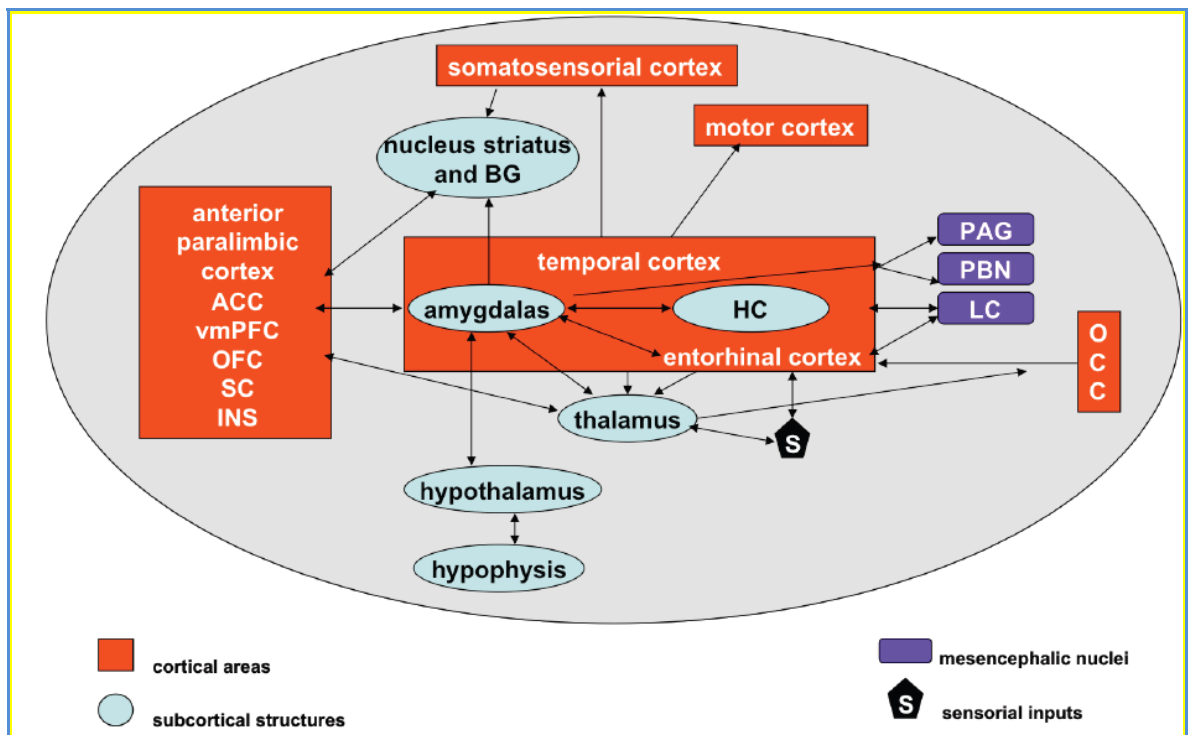 somatosensorial cortex
motor cortex
nucleus striatus
and BG
anterior
paralimbic
cortex
ACC
vmPFC
OFC
SC
INS
temporal cortex
amygdalas
HC
entorhinal cortex
PAG
PBN
LC
O
C
C
thalamus
S
hypothalamus
hypophysis
cortical areas
subcortical structures
mesencephalic nuclei
S
sensorial inputs